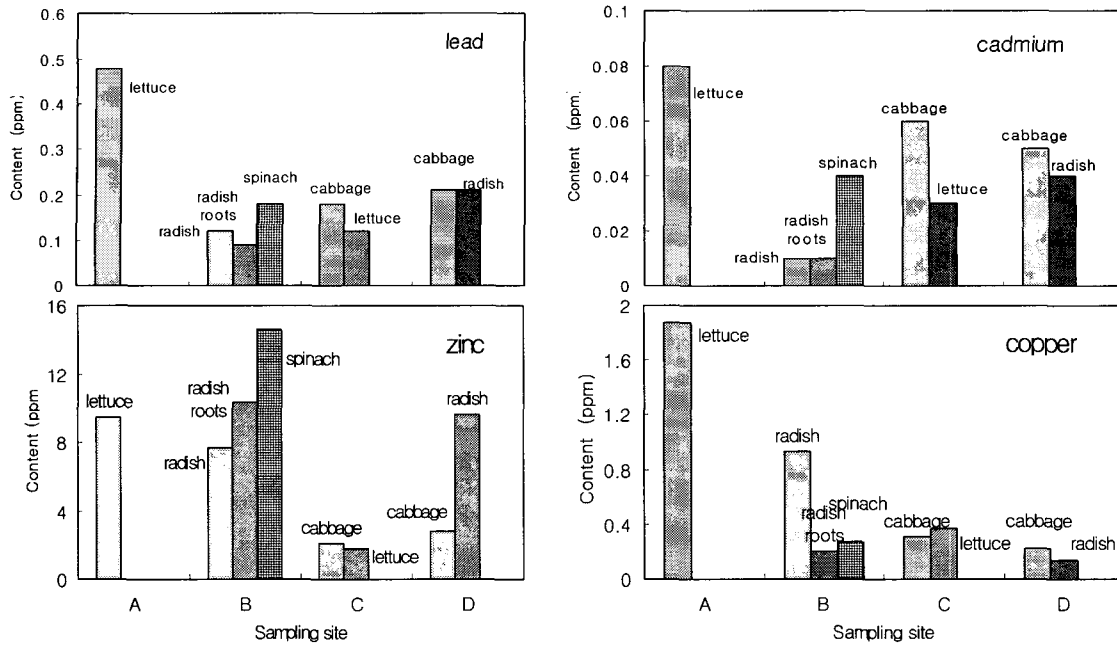 0.6
0.5
0.4
0.3
0.2
0.1
0
Content (ppm)
lead
lettuce
radish
radish
roots
spinach
cabbage
lettuce
cabbage
radish
0.1
0.08
0.06
0.04
0.02
0
Content (ppm)
cadmium
lettuce
radish
radish
roots
spinach
cabbage
lettuce
cabbage
radish
16
12
8
4
0
Content (ppm
zinc
lettuce
radish
radish
roots
spinach
cabbage
lettuce
cabbage
radish
A B C D
Sampling site
2
1.6
1.2
0.8
0.4
0
Content (ppm)
copper
lettuce
radish
radish
roots
spinach
cabbage
lettuce
cabbage
radish
A B C D
Sampling site